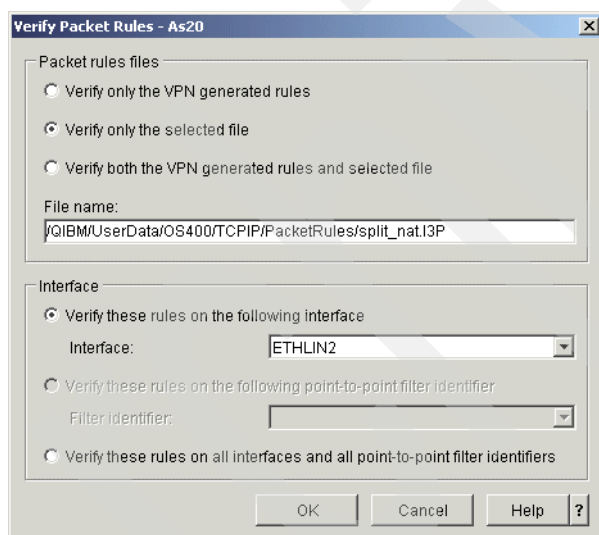 Verify Packet Rules - As20
Packet rules files
Verify only the VPN generated rules
Verify only the selected file
Verify both the VPN generated rules and selected file
File name:
/QIBM/UserData/OS400/TCPIP/PacketRules/split_nat.I3P
Interface
Verify these rules on the following interface
Interface: ETHLIN2
Verify these rules on the following point-to-point filter identifier
Filter identifier:
Verify these rules on all interfaces and all point-to-point filter identifiers
OK Cancel Help ?